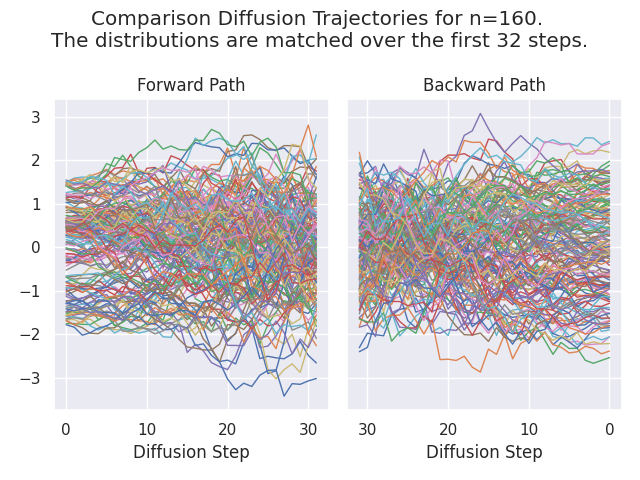 Comparison Diffusion Trajectories for n=160.
The distributions are matched over the first 32 steps.
Forward Path
Backward Path
3
2
1
0
−1
−2
−3
0 10 20 30
30 20 10 0
Diffusion Step
Diffusion Step